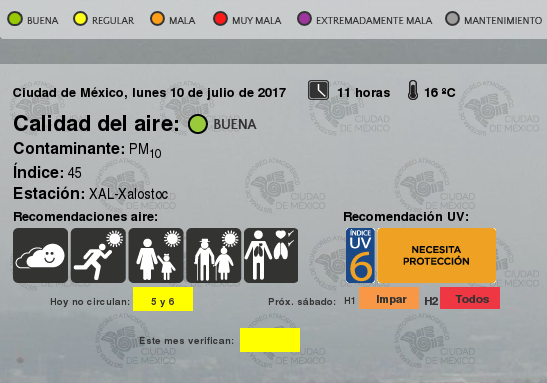 BUENA REGULAR MALA MUY MALA EXTREMADAMENTE MALA MANTENIMIENTO
Ciudad de México, lunes 10 de julio de 2017 11 horas 16 ºC
Calidad del aire: BUENA
Contaminante: PM10
Índice: 45
Estación: XAL-Xalostoc
Recomendaciones aire: Recomendación UV:
ÍNDICE
UV
6
NECESITA
PROTECCIÓN
Hoy no circulan: 5 y 6 Próx. sábado: H1 Impar H2 Todos
Este mes verifican: